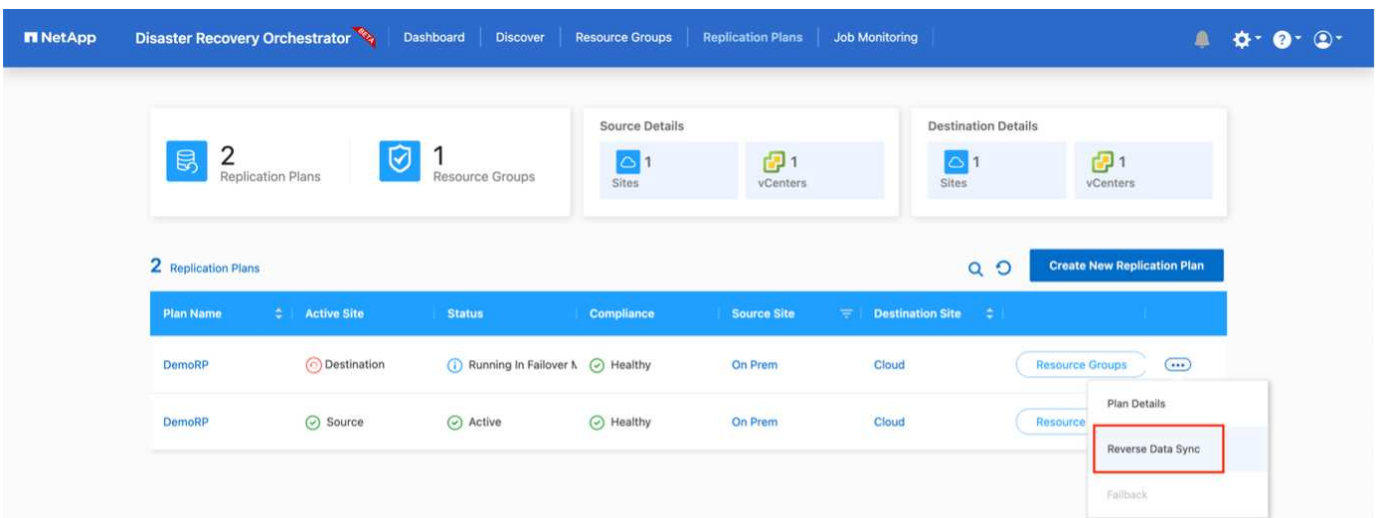 NetApp Disaster Recovery Orchestrator BETA Dashboard Discover Resource Groups Replication Plans Job Monitoring
Source Details Destination Details
2 Replication Plans 1 Resource Groups
1 Sites 1 vCenters 1 Sites 1 vCenters
2 Replication Plans Create New Replication Plan
Plan Name Active Site Status Compliance Source Site Destination Site
DemoRP Destination Running In Failover M Healthy On Prem Cloud Resource Groups
Plan Details
DemoRP Source Active Healthy On Prem Cloud Resource
Reverse Data Sync
Failback